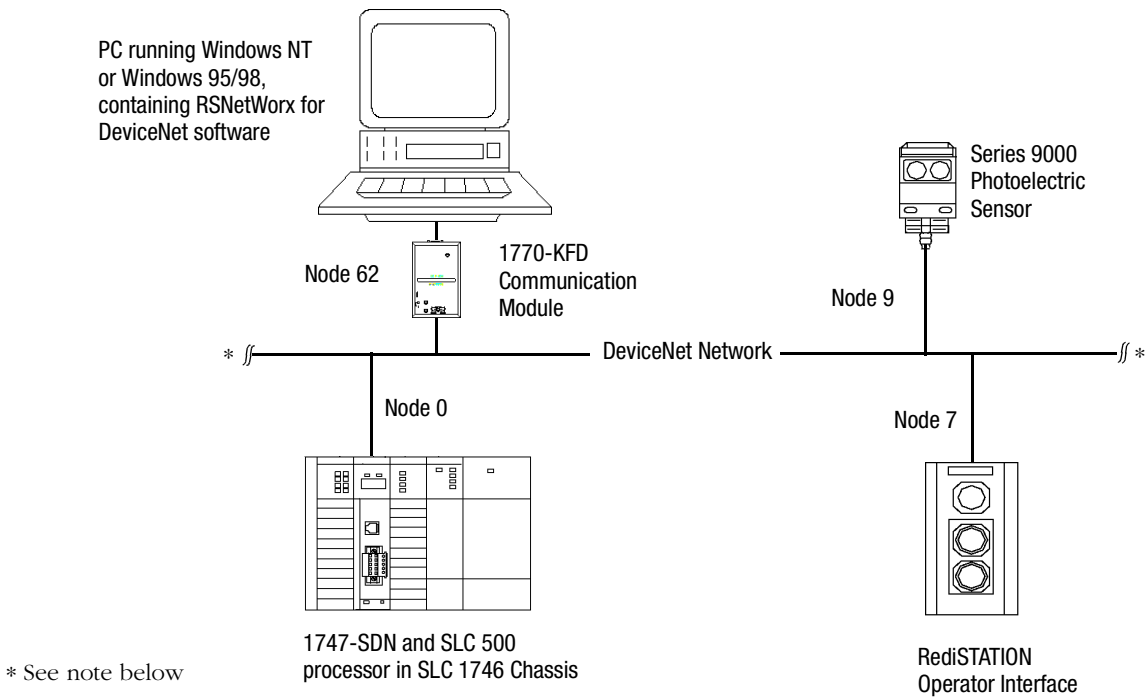 PC running Windows NT
or Windows 95/98,
containing RSNetWorx for
DeviceNet software
Series 9000
Photoelectric
Sensor
Node 62
1770-KFD
Communication
Module
Node 9
* DeviceNet Network *
Node 0
Node 7
1747-SDN and SLC 500
processor in SLC 1746 Chassis
RediSTATION
Operator Interface
* See note below